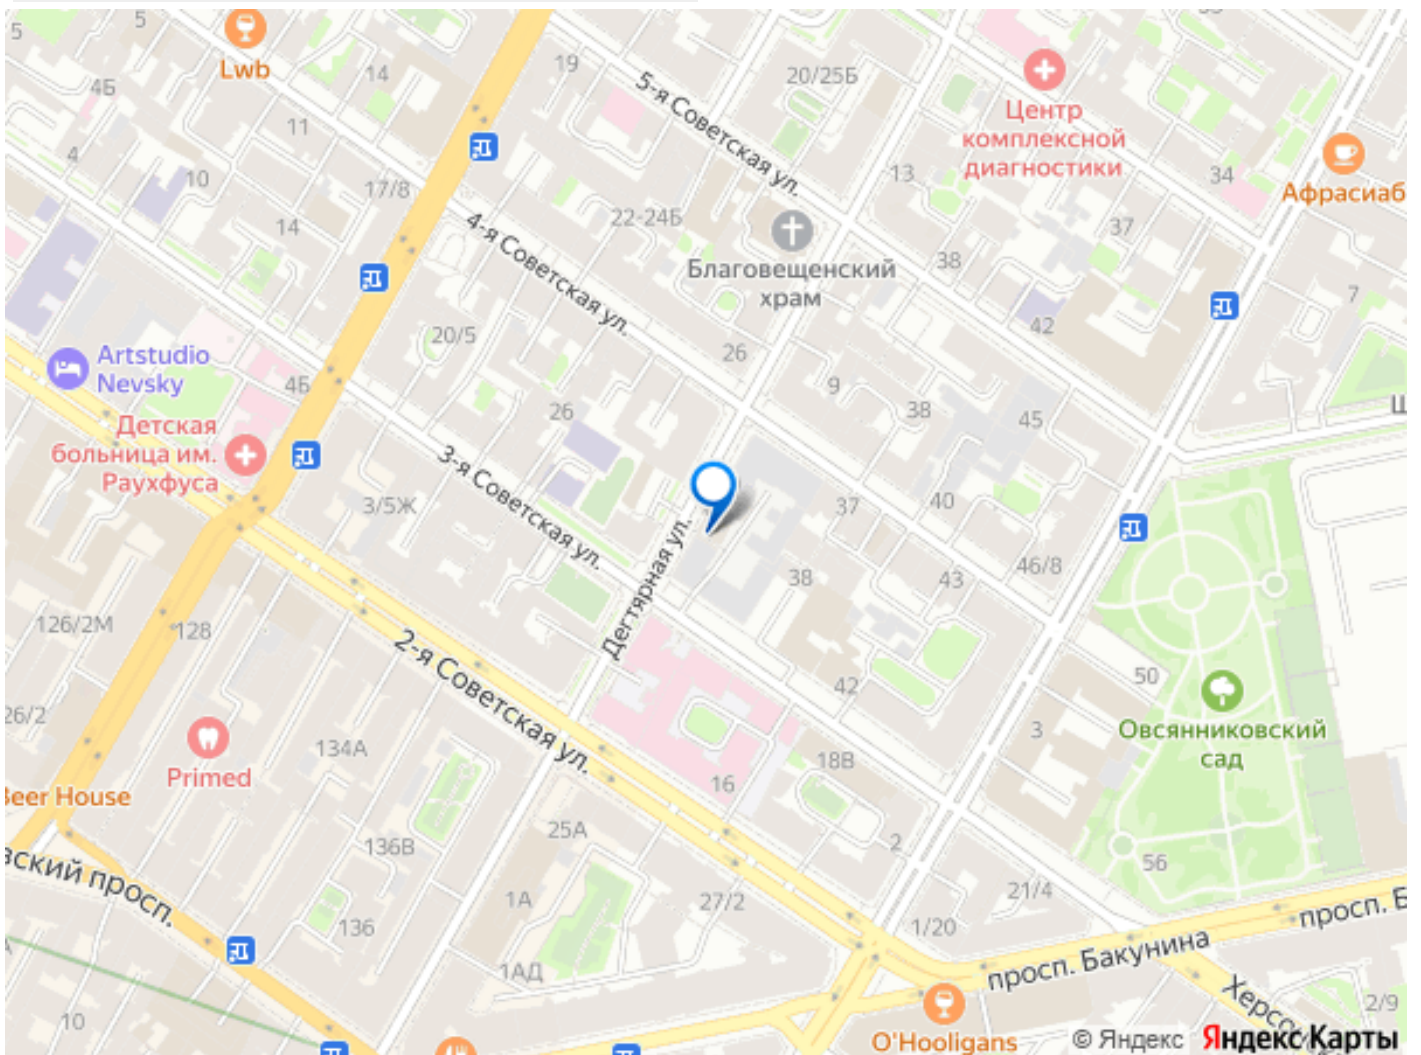 5
5
Lwb
14
19
20/25Б
5-я Советская ул.
Центр
комплексной
диагностики
4Б
11
4
10
17/8
13
34
Афрасиаб
14
22-24Б
4-я Советская ул.
Благовещенский
храм
38
37
7
42
20/5
26
Artstudio
Nevsky
4Б
9
38
45
26
Детская
больница им.
Раухфуса
3-я Советская ул.
3/5Ж
37
40
Дегтярная ул.
38
43
46/8
126/2М
128
2-я Советская ул.
42
50
26/2
Primed
134А
3
Овсянниковский
сад
18В
16
Beer House
25А
136В
2
56
вский просп.
1А
27/2
21/4
136
1/20
просп. Б
просп. Бакунина
1АД
10
O'Hooligans
Херсо
2/9
© Яндекс Яндекс Карты